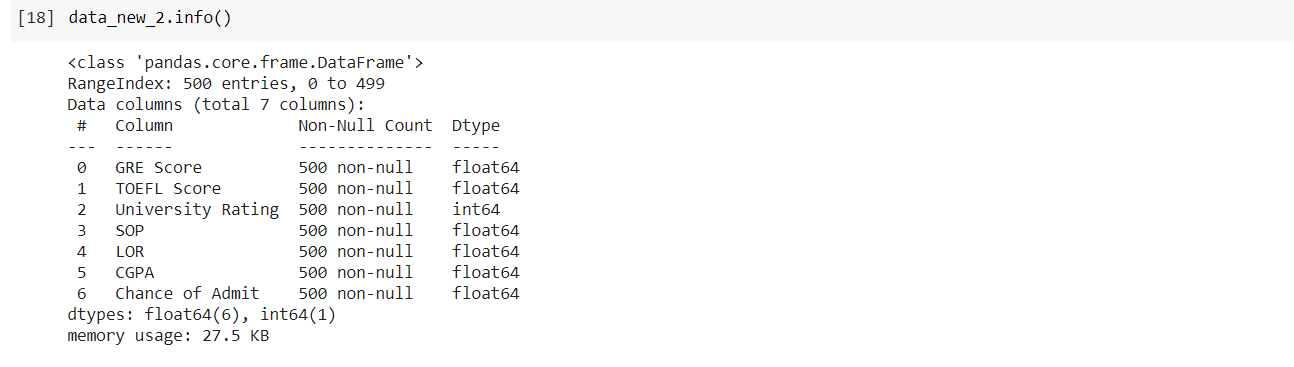 [18] data_new_2.info()
<class 'pandas.core.frame.DataFrame'>
RangeIndex: 500 entries, 0 to 499
Data columns (total 7 columns):
 #   Column             Non-Null Count  Dtype
---  ------             --------------  -----
 0   GRE Score          500 non-null    float64
 1   TOEFL Score        500 non-null    float64
 2   University Rating  500 non-null    int64
 3   SOP                500 non-null    float64
 4   LOR                500 non-null    float64
 5   CGPA               500 non-null    float64
 6   Chance of Admit    500 non-null    float64
dtypes: float64(6), int64(1)
memory usage: 27.5 KB